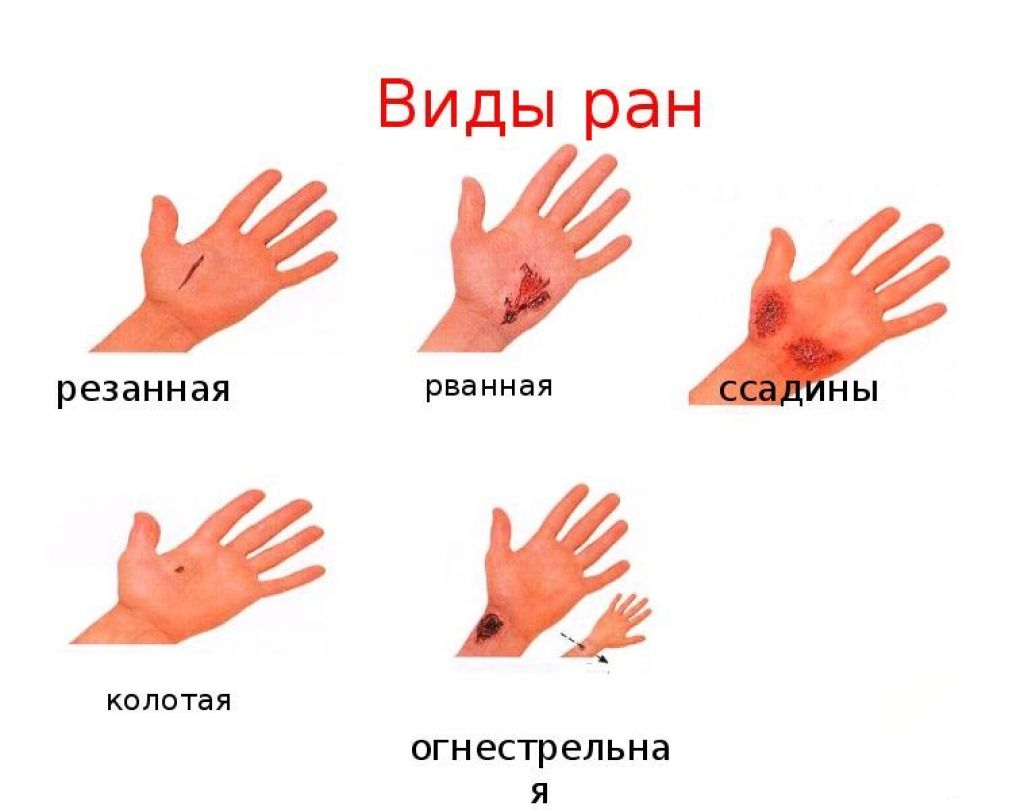 Виды ран
резанная
рванная
ссадины
колотая
огнестрельна
я